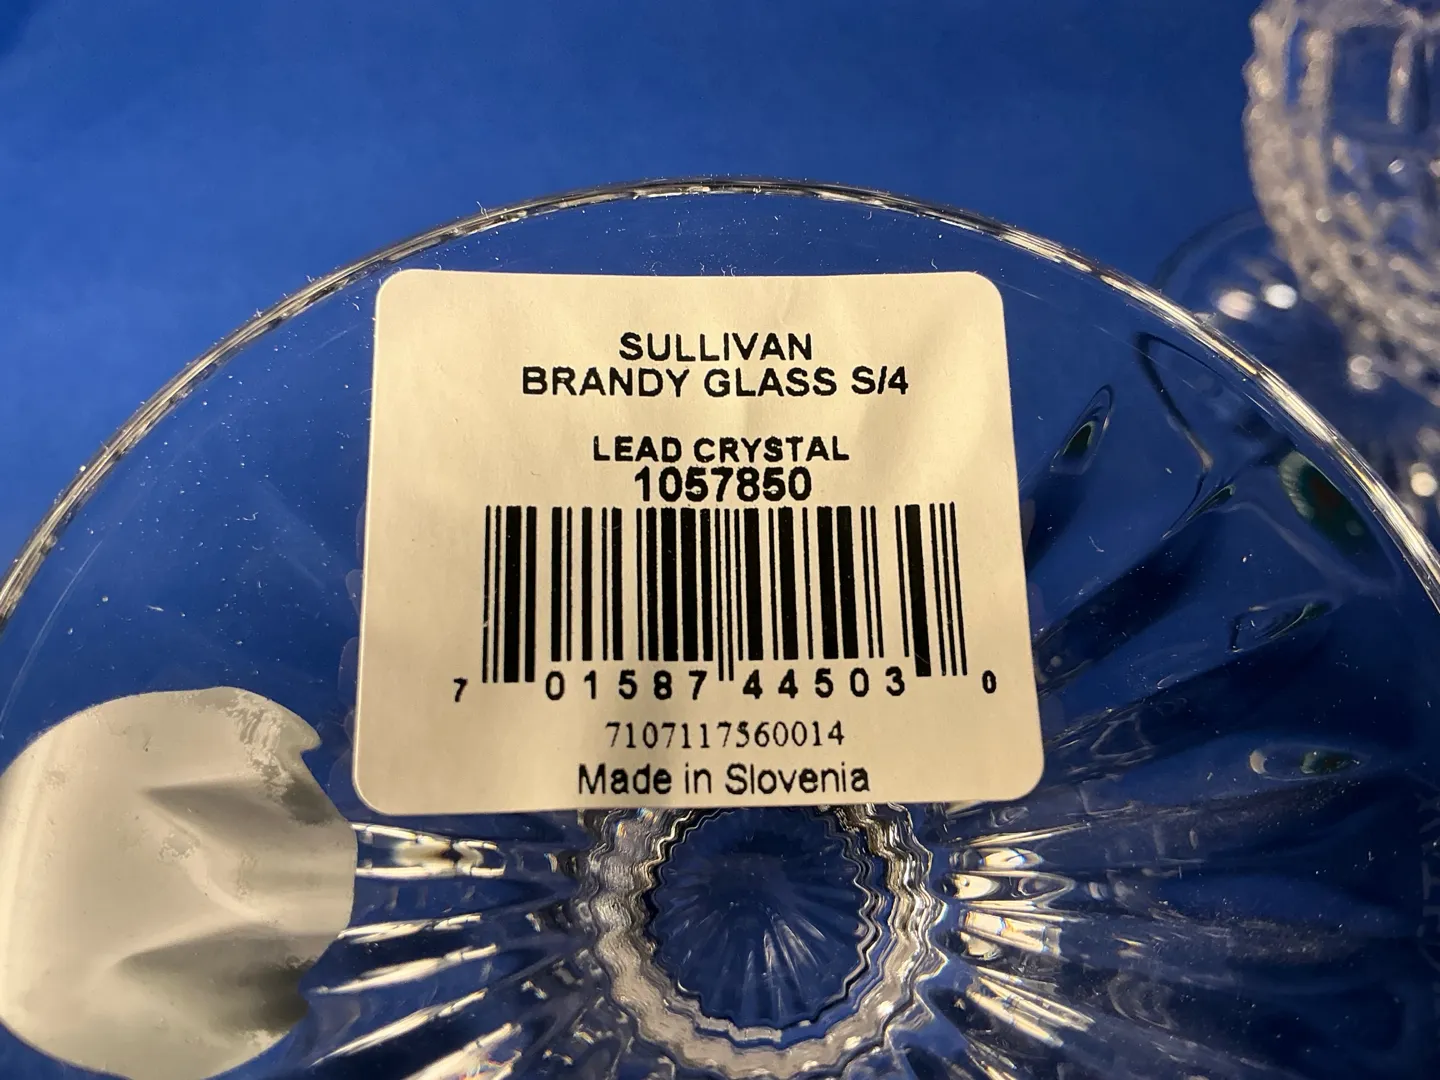 SULLIVAN
BRANDY GLASS S/4
LEAD CRYSTAL
1057850
7 01587 44503 0
7107117560014
Made in Slovenia